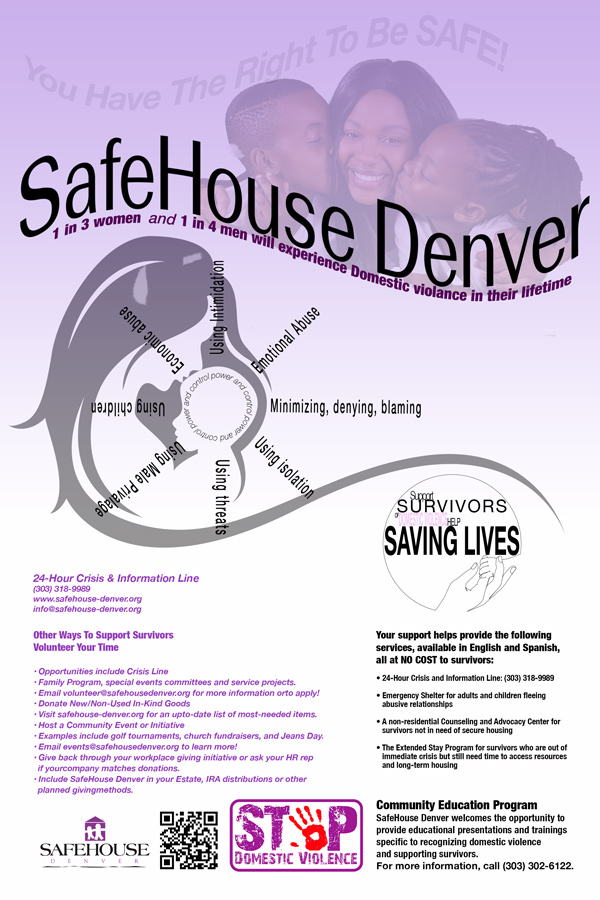 You Have The Right To Be SAFE!
SafeHouse Denver
1 in 3 women and 1 in 4 men will experience Domestic violance in their lifetime
Using Intimidation
Emotional Abuse
Minimizing, denying, blaming
Using isolation
Using threats
Using Male Privalage
Using children
Economic abuse
power and control power and control power and control power and control
Support
SURVIVORS
of DOMESTIC VIOLENCE HELP
SAVING LIVES
24-Hour Crisis & Information Line
(303) 318-9989
www.safehouse-denver.org
info@safehouse-denver.org
Other Ways To Support Survivors
Volunteer Your Time
· Opportunities include Crisis Line
· Family Program, special events committees and service projects.
· Email volunteer@safehousedenver.org for more information orto apply!
· Donate New/Non-Used In-Kind Goods
· Visit safehouse-denver.org for an upto-date list of most-needed items.
· Host a Community Event or Initiative
· Examples include golf tournaments, church fundraisers, and Jeans Day.
· Email events@safehousedenver.org to learn more!
· Give back through your workplace giving initiative or ask your HR rep
if yourcompany matches donations.
· Include SafeHouse Denver in your Estate, IRA distributions or other
planned givingmethods.
Your support helps provide the following
services, available in English and Spanish,
all at NO COST to survivors:
• 24-Hour Crisis and Information Line: (303) 318-9989
• Emergency Shelter for adults and children fleeing
abusive relationships
• A non-residential Counseling and Advocacy Center for
survivors not in need of secure housing
• The Extended Stay Program for survivors who are out of
immediate crisis but still need time to access resources
and long-term housing
Community Education Program
SafeHouse Denver welcomes the opportunity to
provide educational presentations and trainings
specific to recognizing domestic violence
and supporting survivors.
For more information, call (303) 302-6122.
SAFEHOUSE
DENVER
STOP
DOMESTIC VIOLENCE